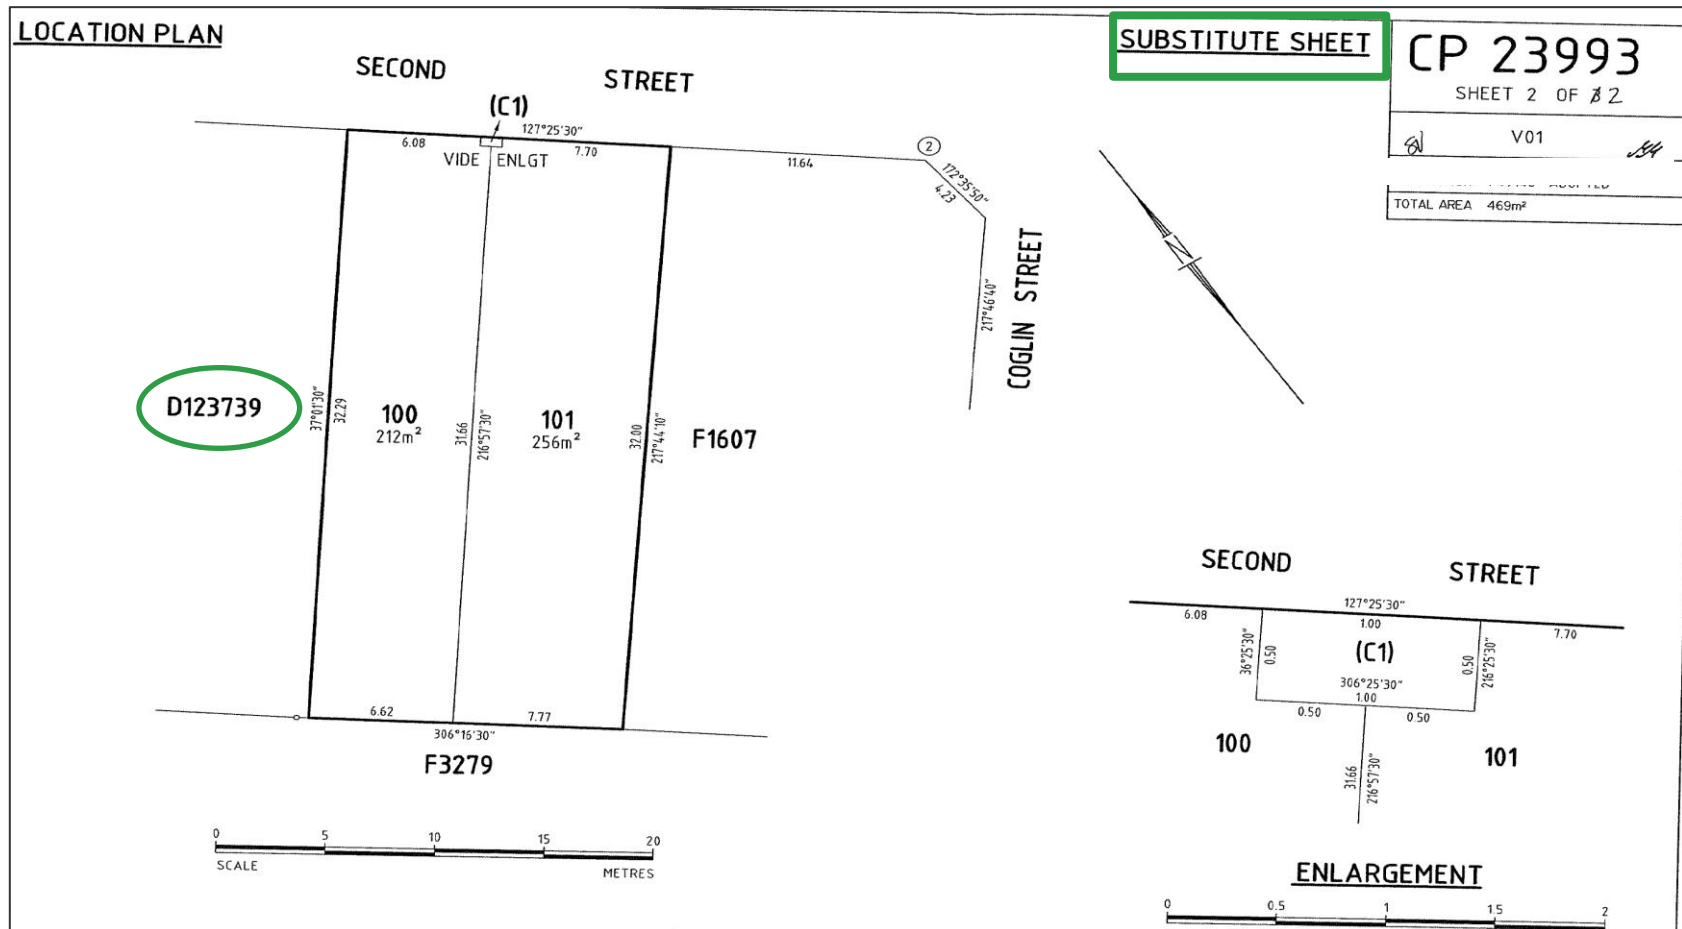 LOCATION PLAN
SUBSTITUTE SHEET
CP 23993
SHEET 2 OF 2
V01
TOTAL AREA 469m²
SECOND STREET
(C1)
127°25'30"
6.08
7.70
VIDE ENLGT
11.64
2
172°35'50"
4.23
217°46'40"
COGLIN STREET
D123739
37°01'30"
32.29
100
212m²
31.66
216°57'30"
101
256m²
32.00
217°44'10"
F1607
6.62
7.77
306°15'30"
F3279
0 5 10 15 20
SCALE METRES
SECOND STREET
127°25'30"
6.08
1.00
7.70
36°25'30"
0.50
(C1)
0.50
216°25'30"
306°25'30"
1.00
0.50
0.50
100
101
31.66
216°57'30"
ENLARGEMENT
0 0.5 1 1.5 2